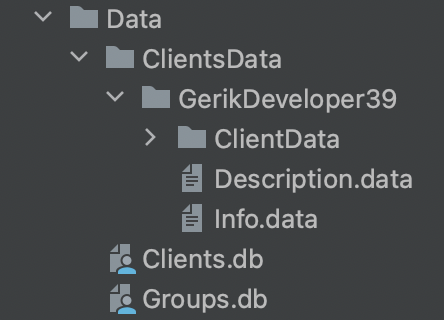 Data
ClientsData
GerikDeveloper39
ClientData
Description.data
Info.data
Clients.db
Groups.db